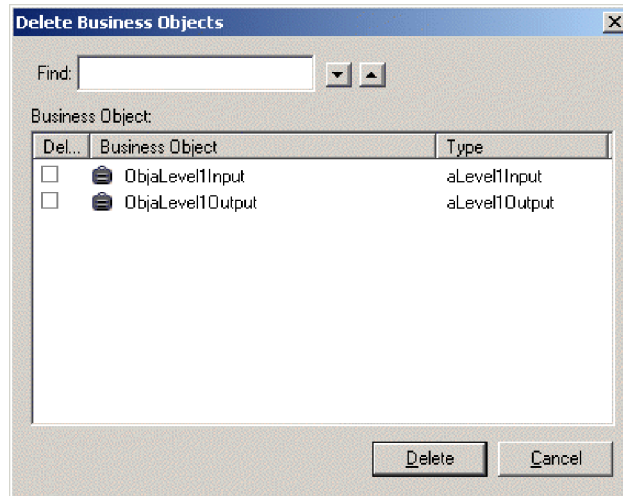 Delete Business Objects
Find:
Business Object:
Del... Business Object Type
ObjaLevel1Input aLevel1Input
ObjaLevel1Output aLevel1Output
Delete Cancel